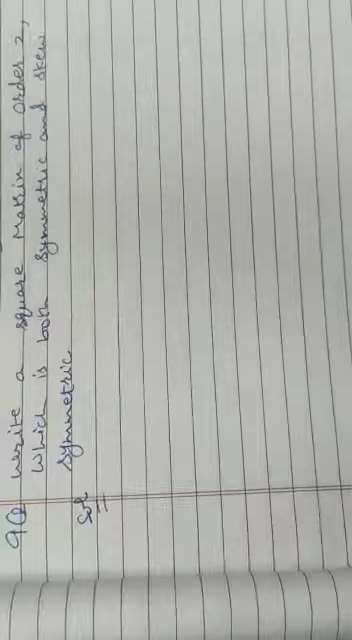 9Q write a square Matrix of order 2,
which is both symmetric and skew
symmetric
Sol